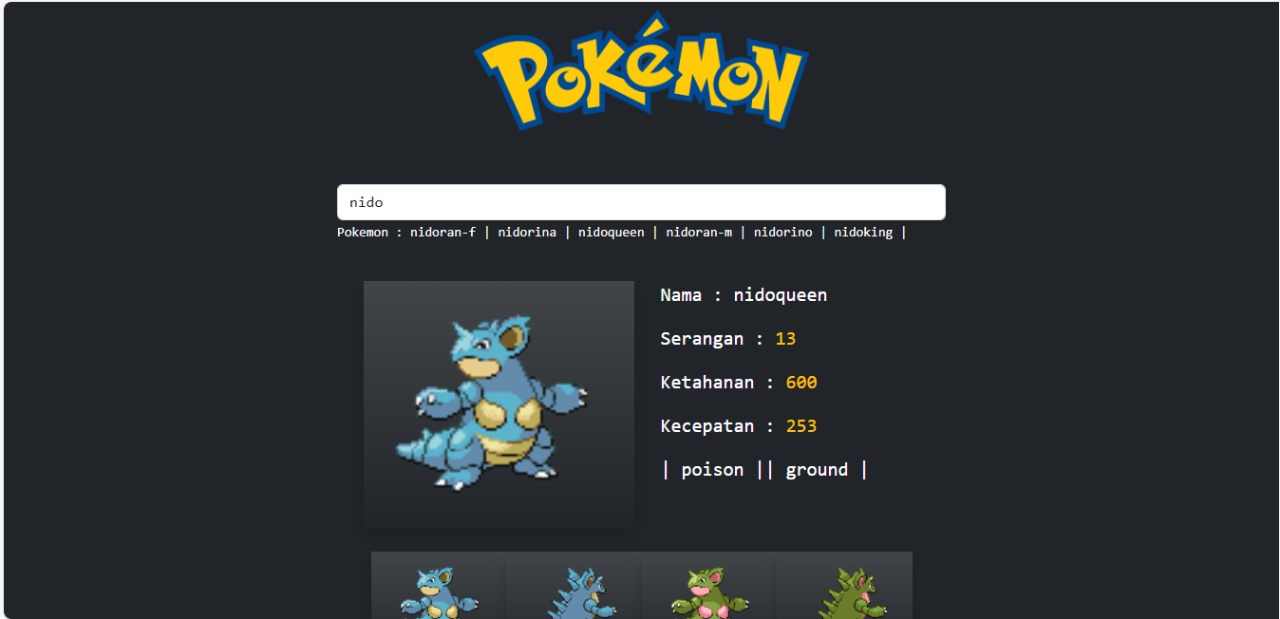 POKéMON
nido
Pokemon : nidoran-f | nidorina | nidoqueen | nidoran-m | nidorino | nidoking |
Nama : nidoqueen
Serangan : 13
Ketahanan : 600
Kecepatan : 253
| poison || ground |